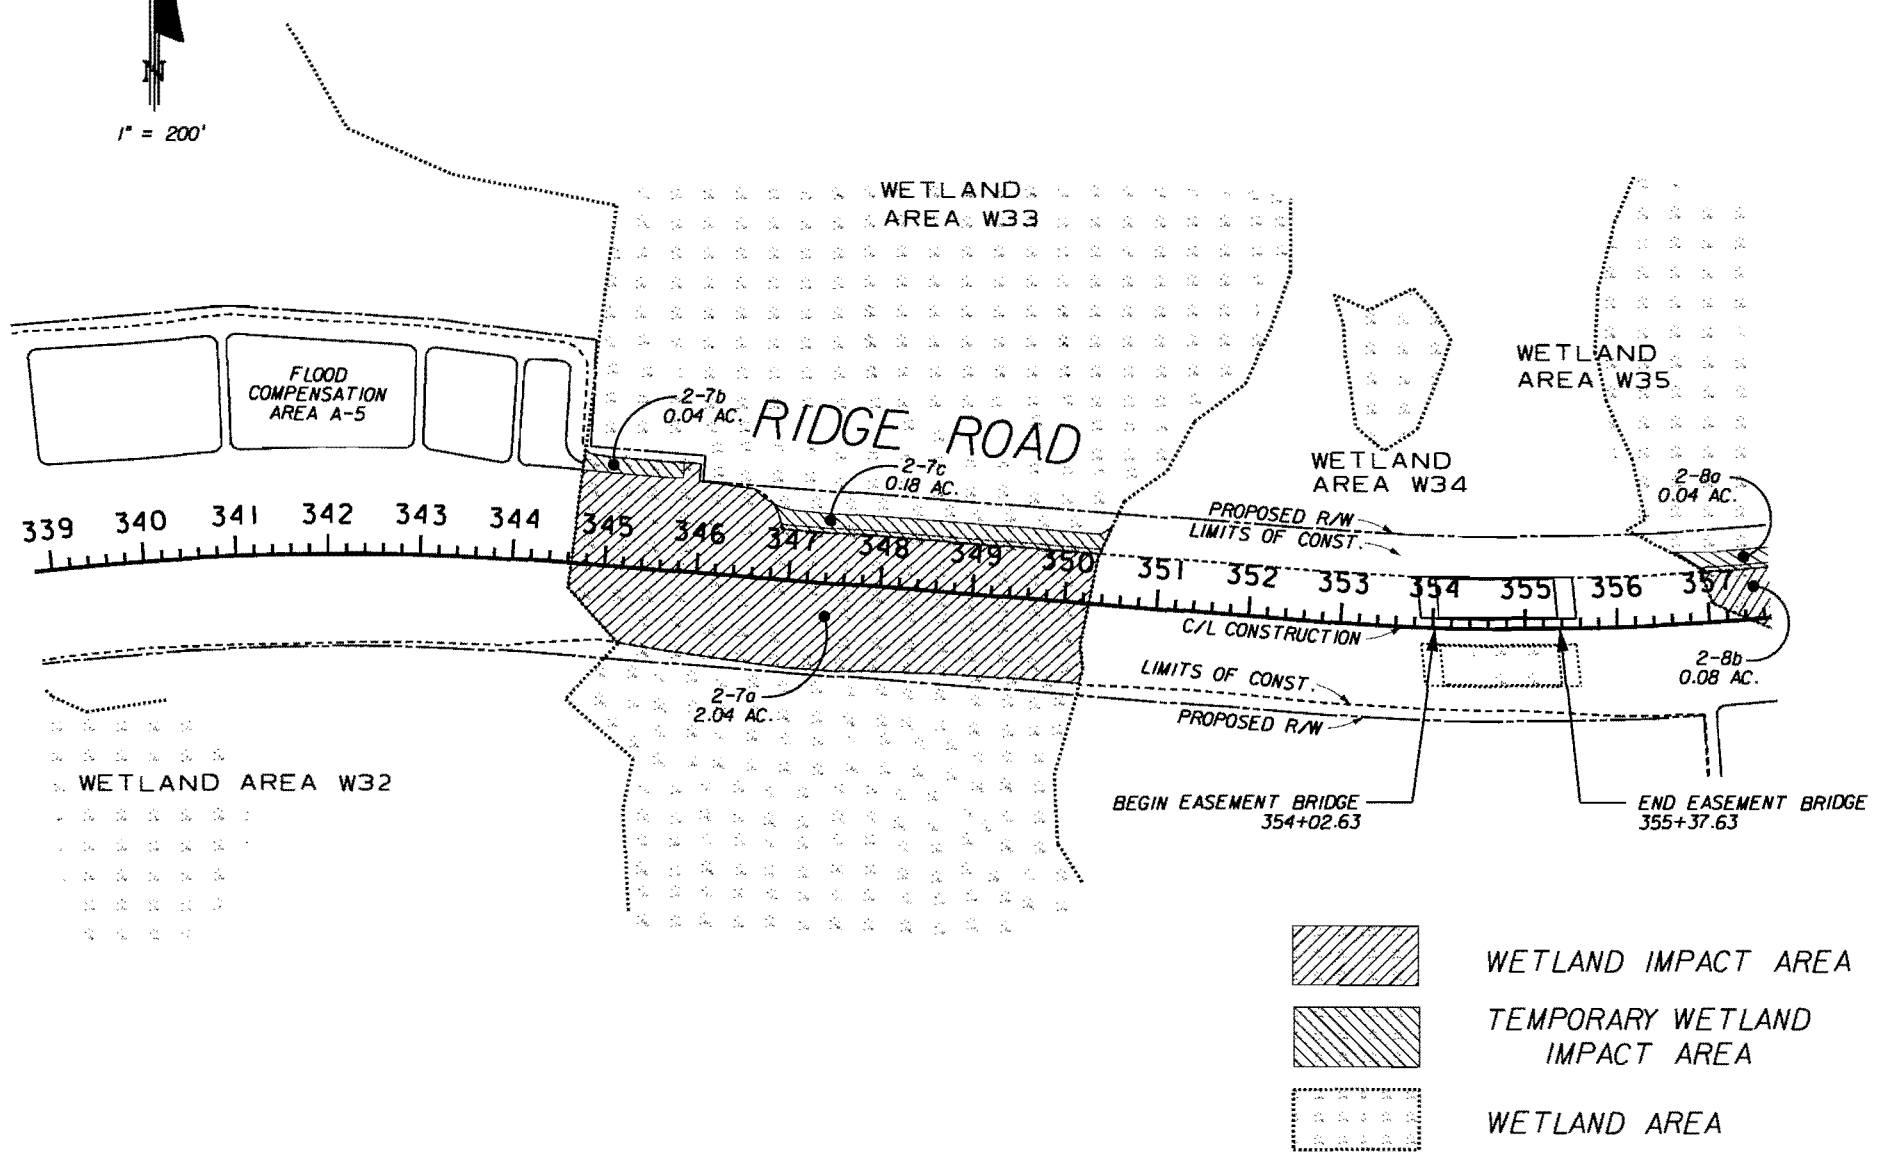 N
1" = 200'
WETLAND
AREA W33
FLOOD
COMPENSATION
AREA A-5
2-7b
0.04 AC.
RIDGE ROAD
2-7c
0.18 AC.
WETLAND
AREA W34
WETLAND
AREA W35
2-8a
0.04 AC.
PROPOSED R/W
LIMITS OF CONST.
339 340 341 342 343 344 345 346 347 348 349 350 351 352 353 354 355 356 357
C/L CONSTRUCTION
LIMITS OF CONST.
PROPOSED R/W
2-8b
0.08 AC.
2-7a
2.04 AC.
WETLAND AREA W32
BEGIN EASEMENT BRIDGE
354+02.63
END EASEMENT BRIDGE
355+37.63
WETLAND IMPACT AREA
TEMPORARY WETLAND
IMPACT AREA
WETLAND AREA